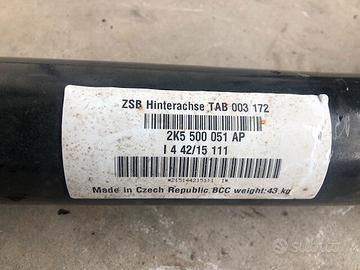 ZSB Hinterachse TAB 003 172
2K5 500 051 AP
I 4 42/15 111
Made in Czech Republic BCC weight:43 kg
subito